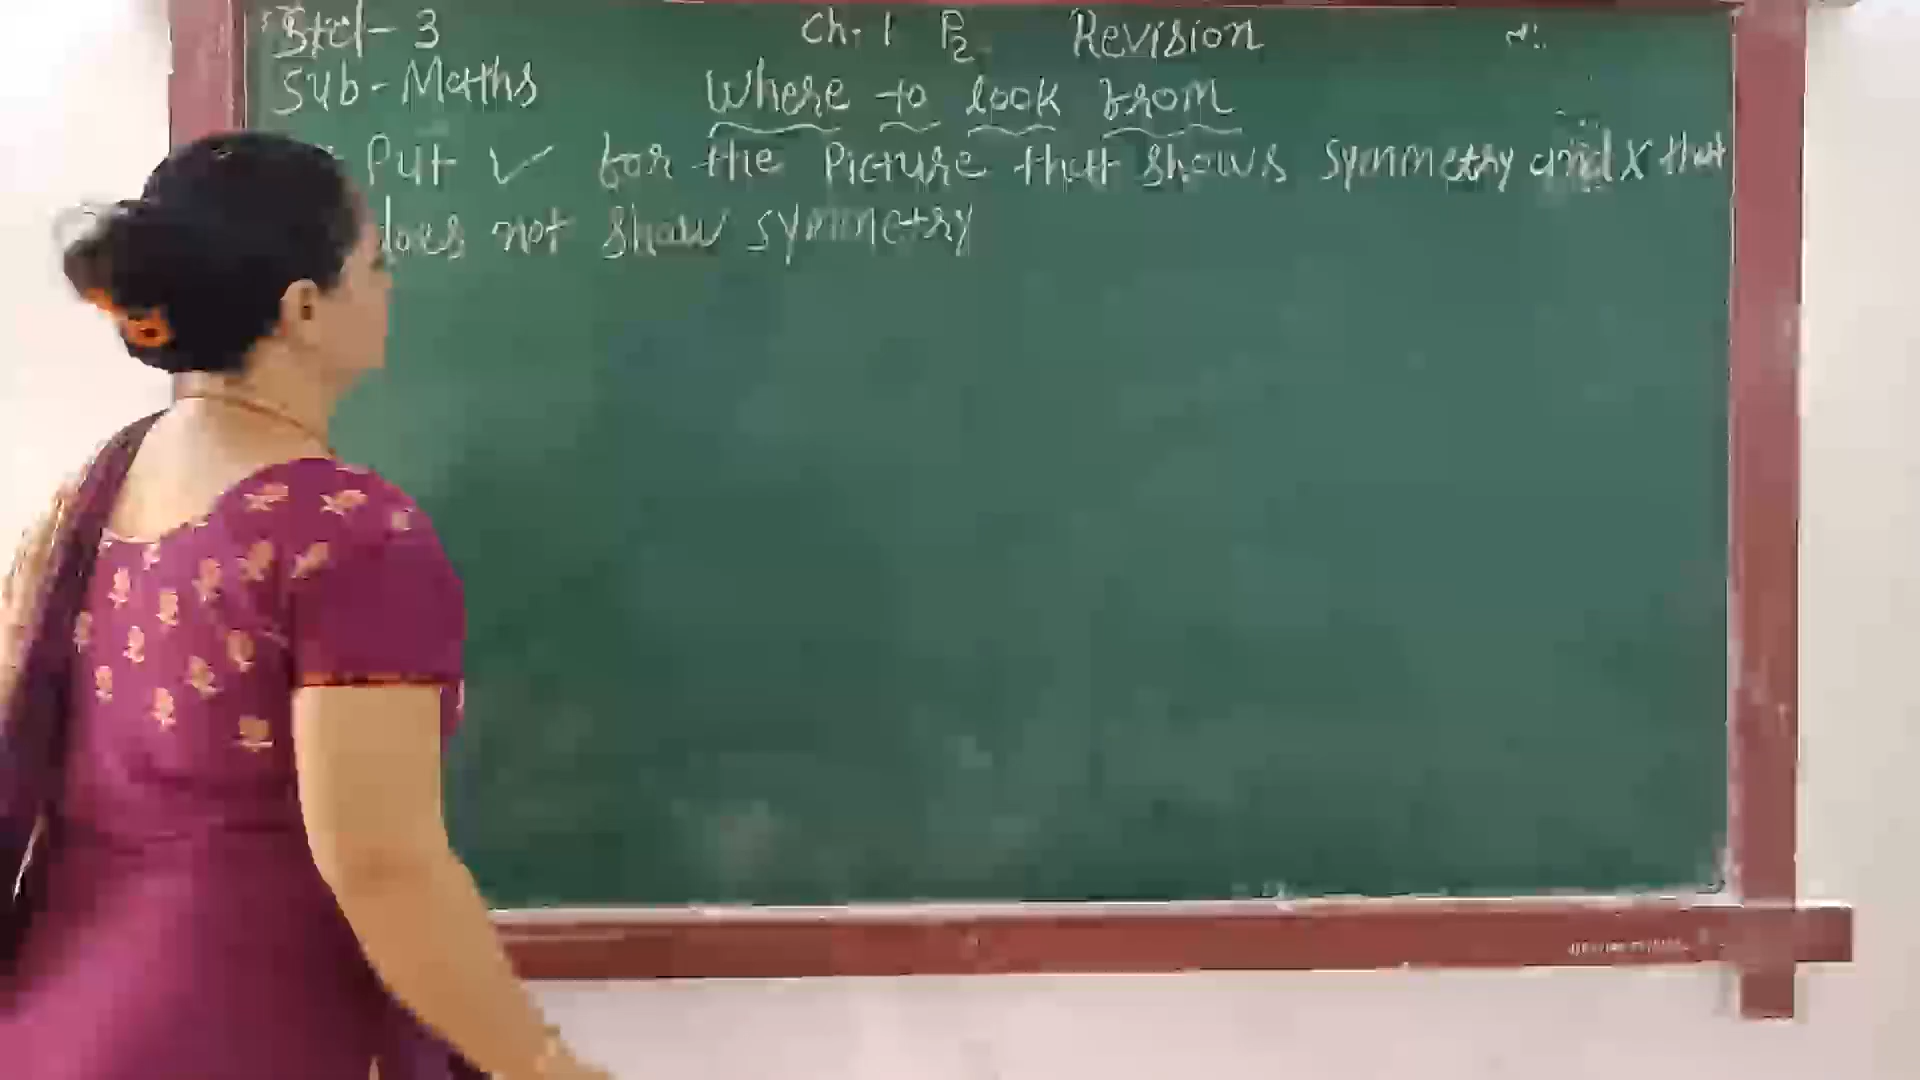 Std - 3
Ch. 1 P2. Revision
Sub - Maths
Where to look from
Put ✓ for the Picture that shows Symmetry and X that
does not show symmetry